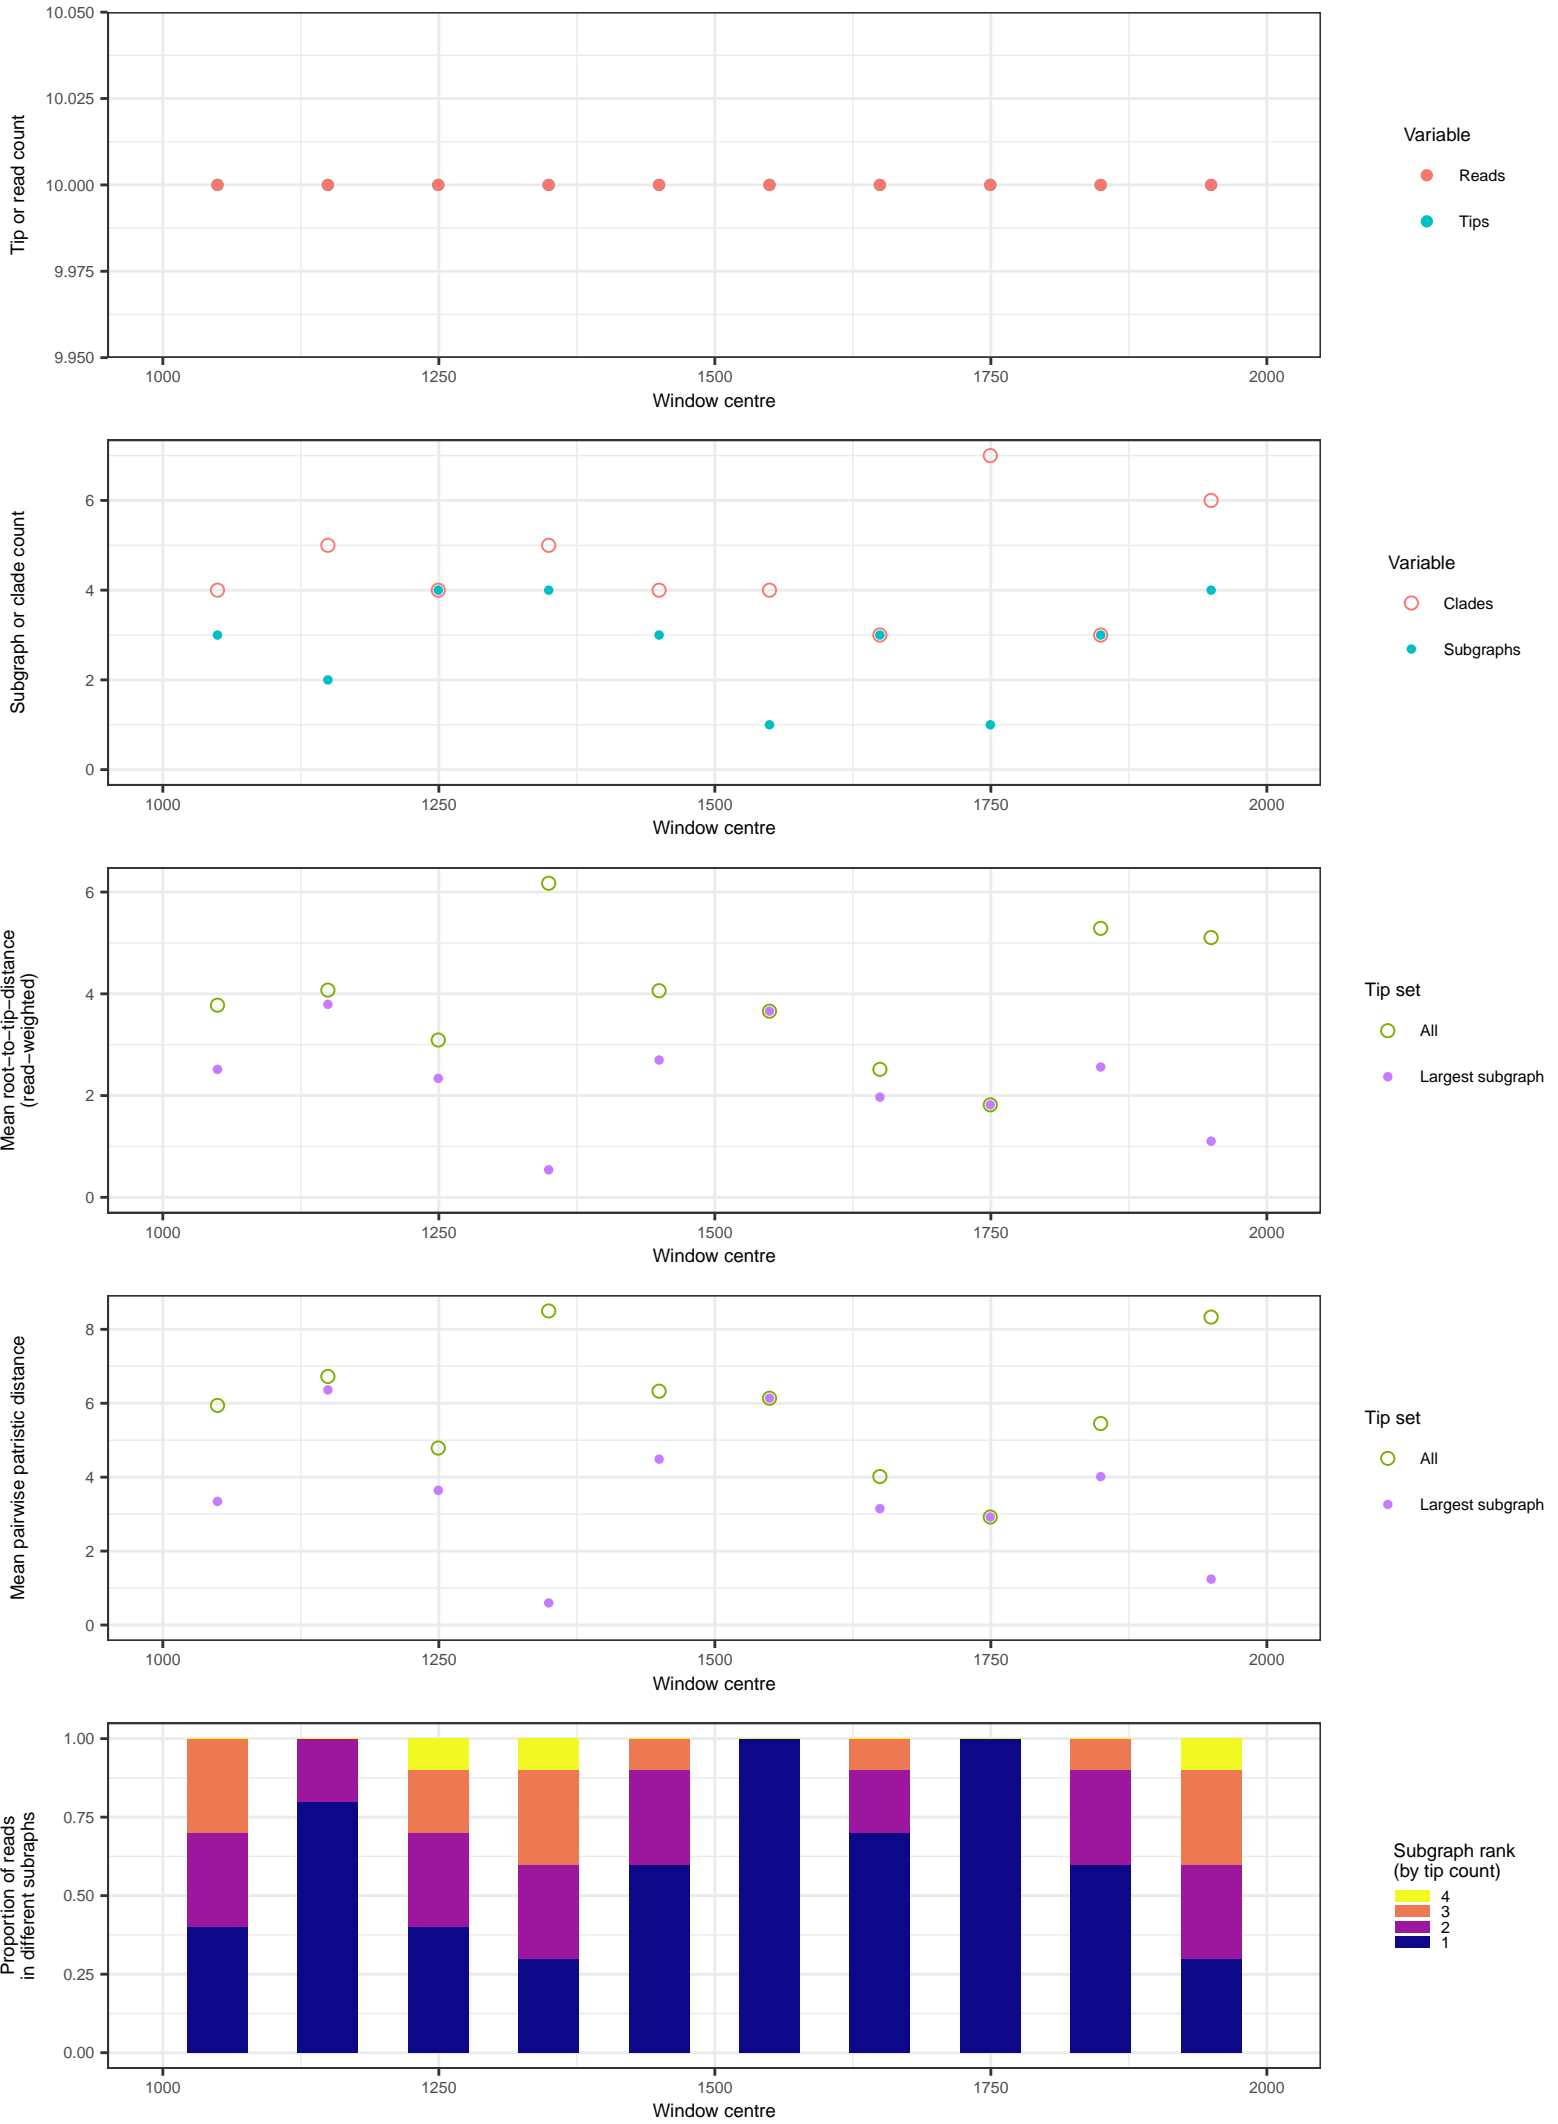 10.050
10.025
10.000
9.975
9.950
Tip or read count
1000 1250 1500 1750 2000
Window centre
Variable
Reads
Tips
6
4
2
0
Subgraph or clade count
1000 1250 1500 1750 2000
Window centre
Variable
Clades
Subgraphs
6
4
2
0
Mean root−to−tip−distance
(read−weighted)
1000 1250 1500 1750 2000
Window centre
Tip set
All
Largest subgraph
8
6
4
2
0
Mean pairwise patristic distance
1000 1250 1500 1750 2000
Window centre
Tip set
All
Largest subgraph
1.00
0.75
0.50
0.25
0.00
Proportion of reads
in different subraphs
1000 1250 1500 1750 2000
Window centre
Subgraph rank
(by tip count)
4
3
2
1